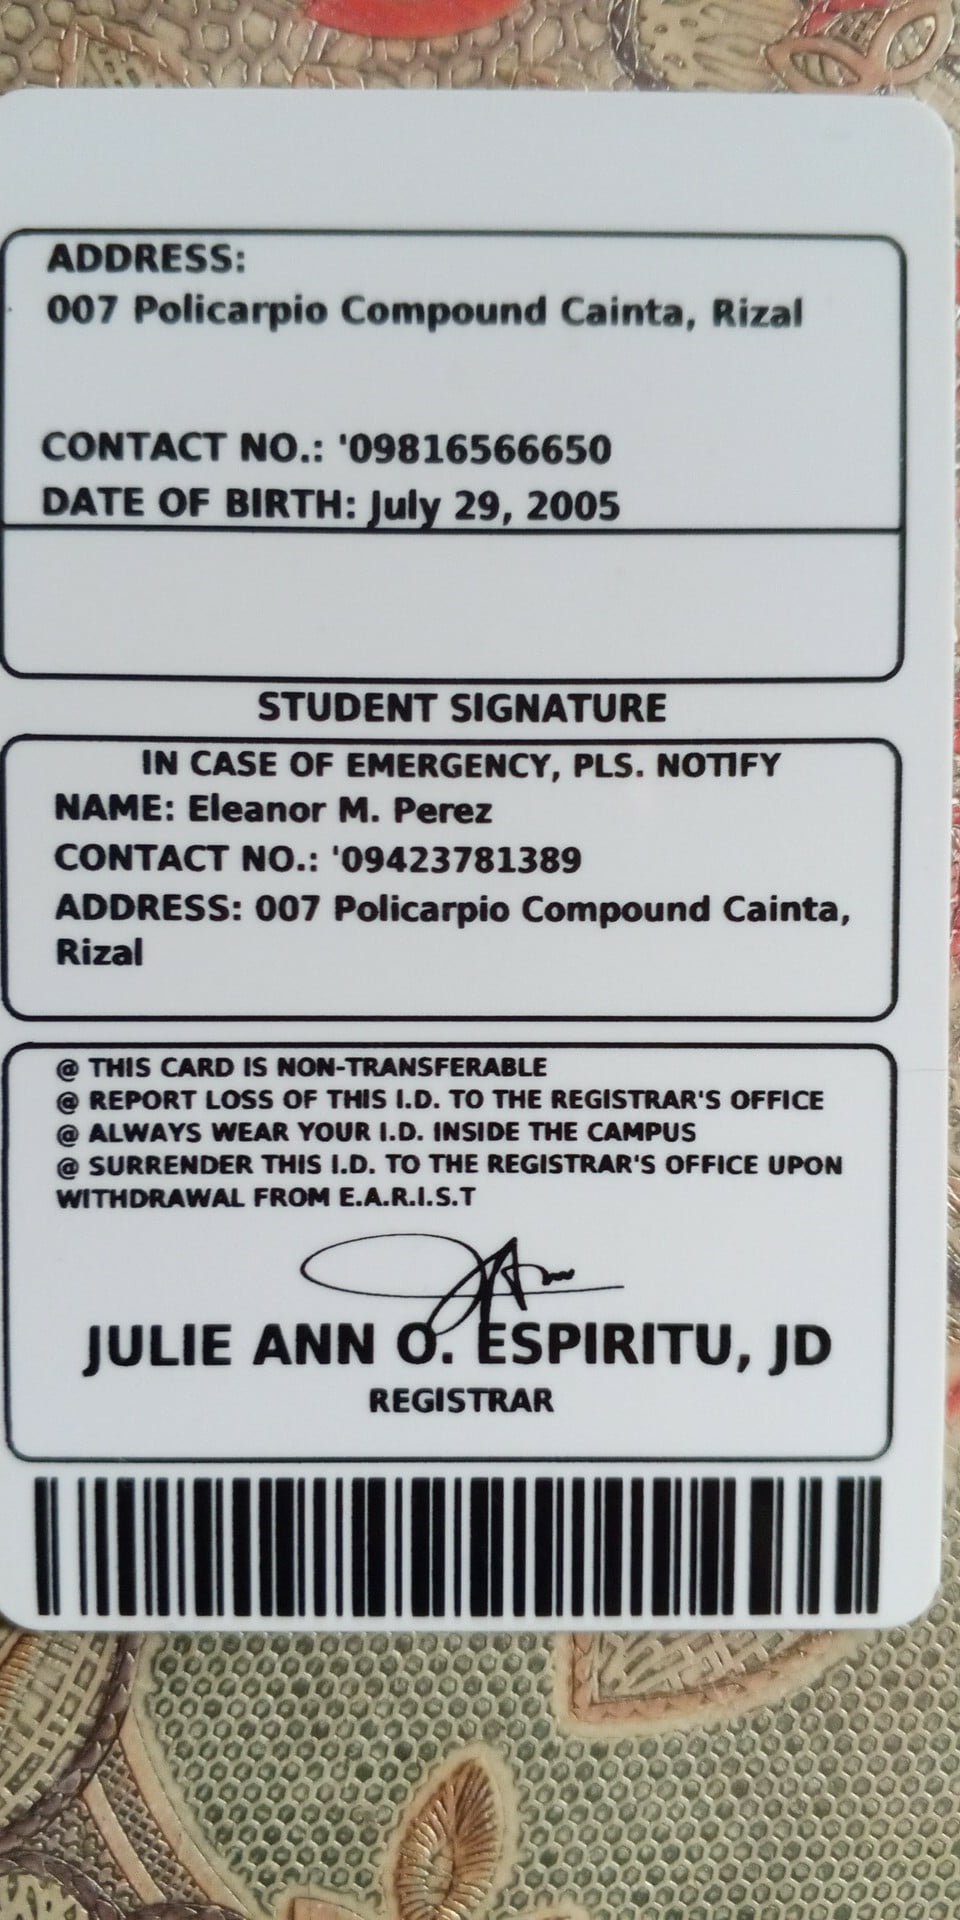 ADDRESS:
007 Policarpio Compound Cainta, Rizal
CONTACT NO.: '09816566650
DATE OF BIRTH: July 29, 2005
STUDENT SIGNATURE
IN CASE OF EMERGENCY, PLS. NOTIFY
NAME: Eleanor M. Perez
CONTACT NO.: '09423781389
ADDRESS: 007 Policarpio Compound Cainta,
Rizal
@ THIS CARD IS NON-TRANSFERABLE
@ REPORT LOSS OF THIS I.D. TO THE REGISTRAR'S OFFICE
@ ALWAYS WEAR YOUR I.D. INSIDE THE CAMPUS
@ SURRENDER THIS I.D. TO THE REGISTRAR'S OFFICE UPON
WITHDRAWAL FROM E.A.R.I.S.T
JULIE ANN O. ESPIRITU, JD
REGISTRAR